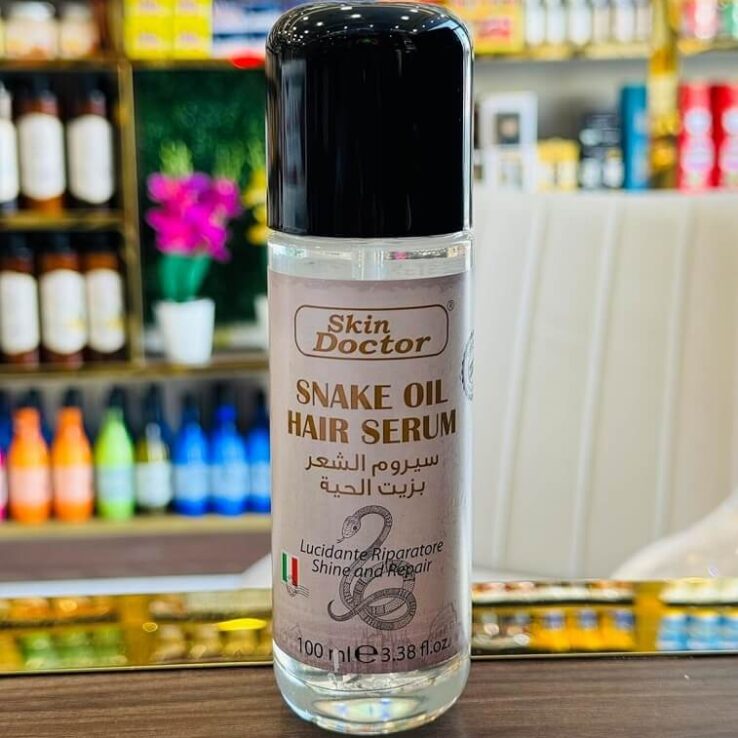 Skin
Doctor
®
SNAKE OIL
HAIR SERUM
سيروم الشعر
بزيت الحية
Lucidante Riparatore
Shine and Repair
100 ml e 3.38 fl.oz.